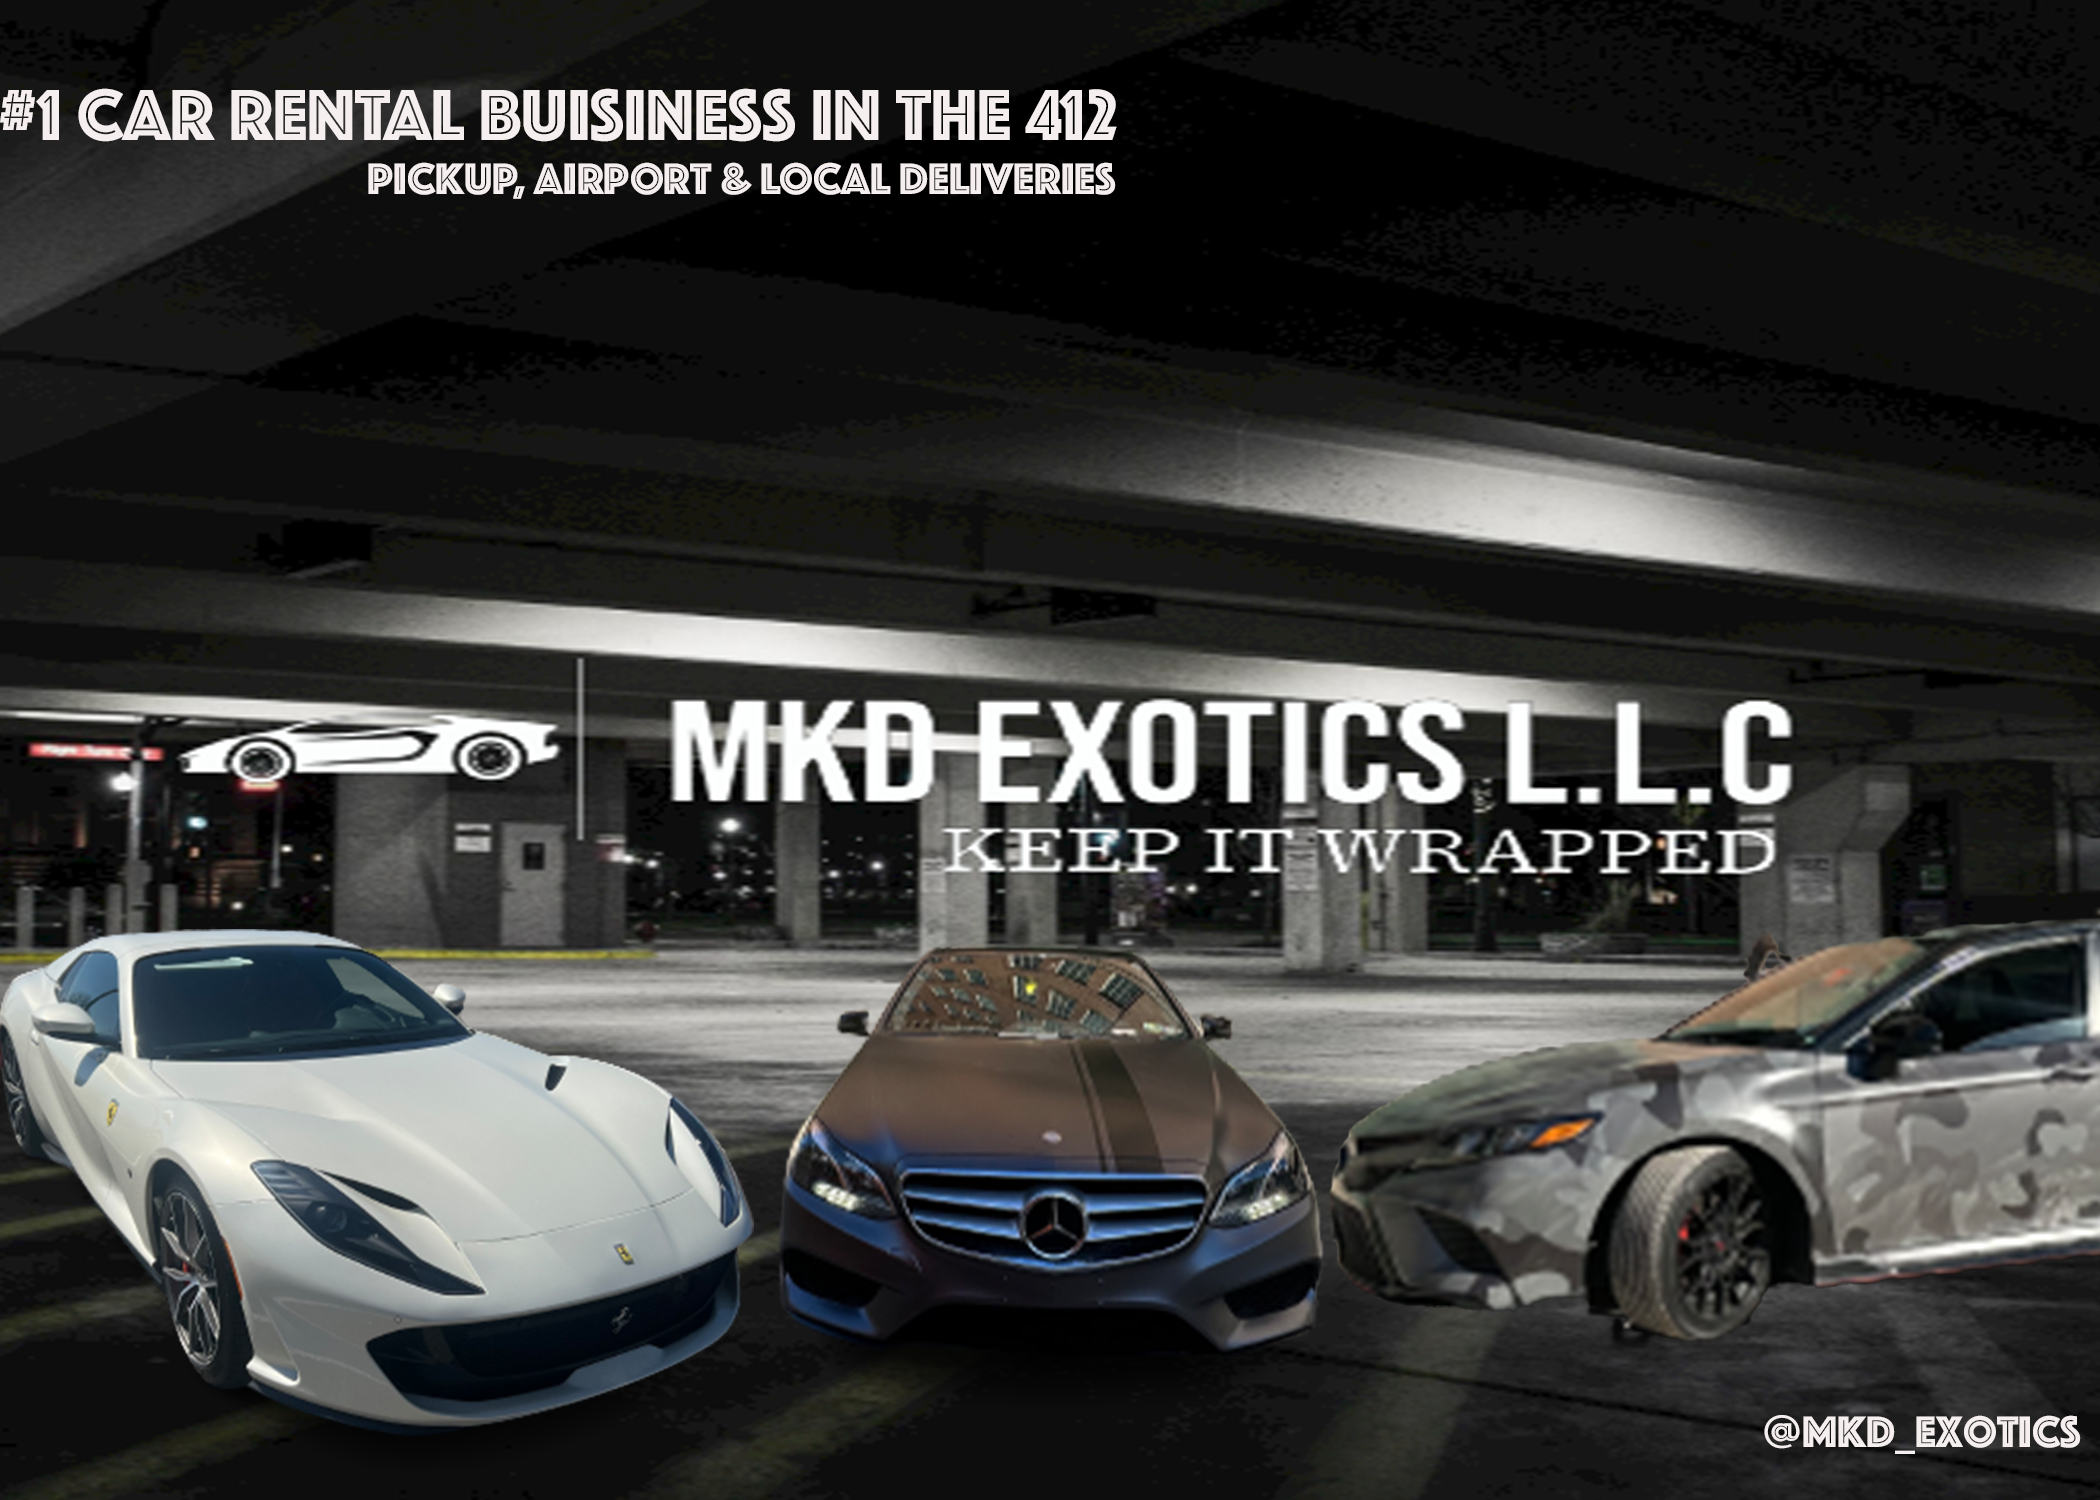 #1 CAR RENTAL BUISINESS IN THE 412
PICKUP, AIRPORT & LOCAL DELIVERIES
MKD EXOTICS L.L.C
KEEP IT WRAPPED
@MKD_EXOTICS